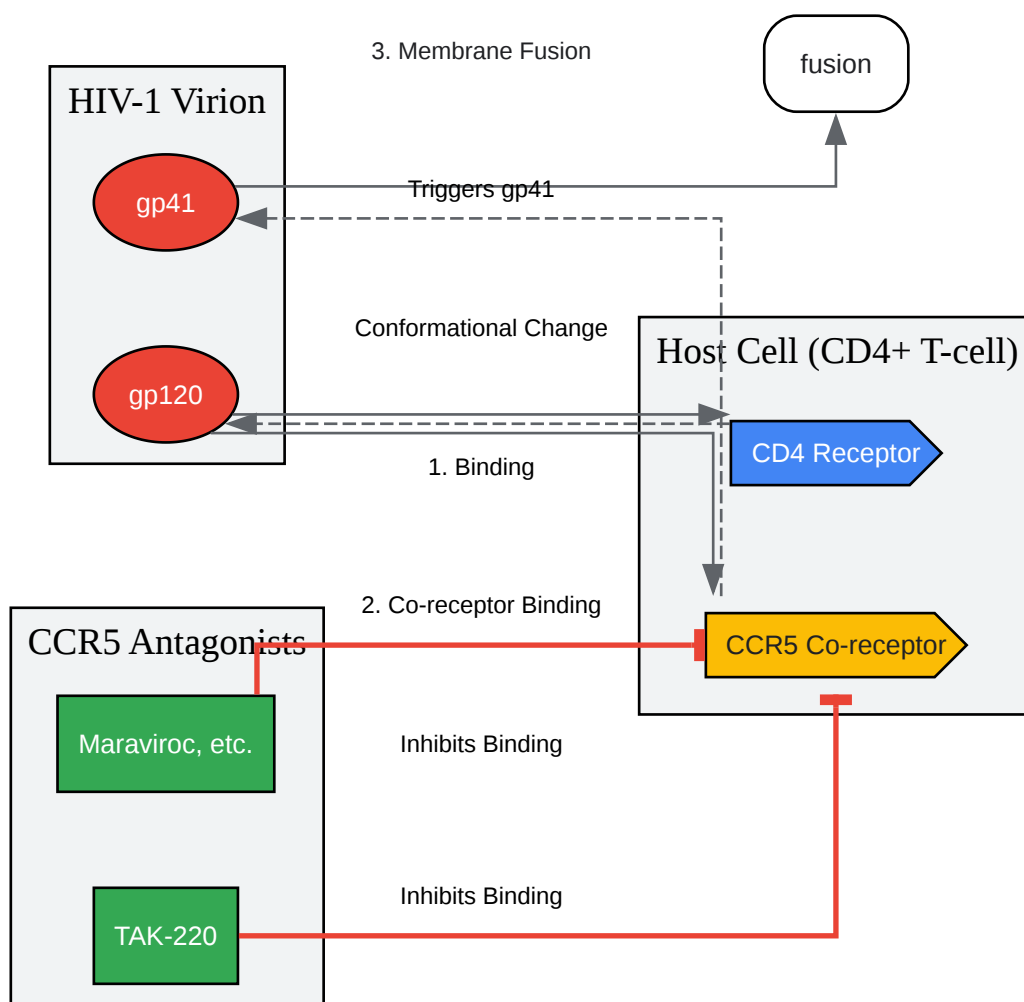 3. Membrane Fusion
fusion
HIV-1 Virion
gp41
Triggers gp41
Conformational Change
Host Cell (CD4+ T-cell)
gp120
CD4 Receptor
1. Binding
2. Co-receptor Binding
CCR5 Antagonists
CCR5 Co-receptor
Maraviroc, etc.
Inhibits Binding
Inhibits Binding
TAK-220